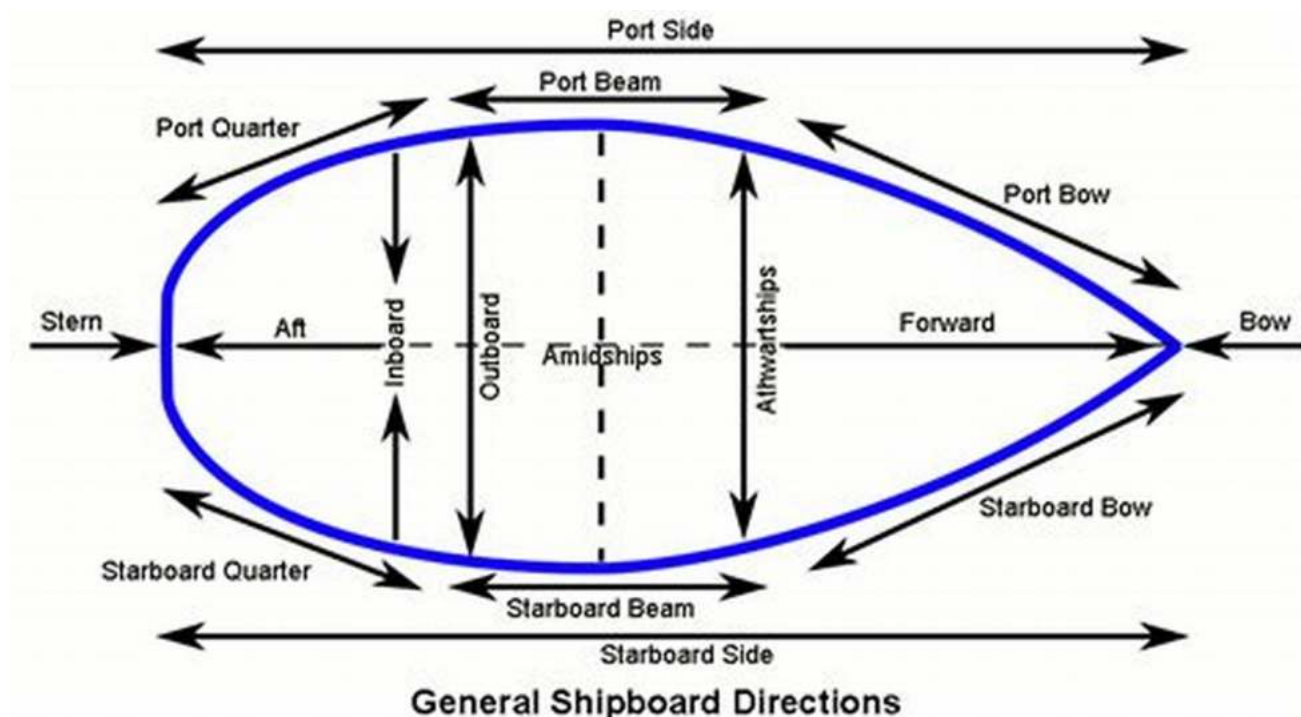 Port Side
Port Beam
Port Quarter
Port Bow
Stern
Aft
Inboard
Outboard
Amidships
Athwartships
Forward
Bow
Starboard Bow
Starboard Quarter
Starboard Beam
Starboard Side
General Shipboard Directions